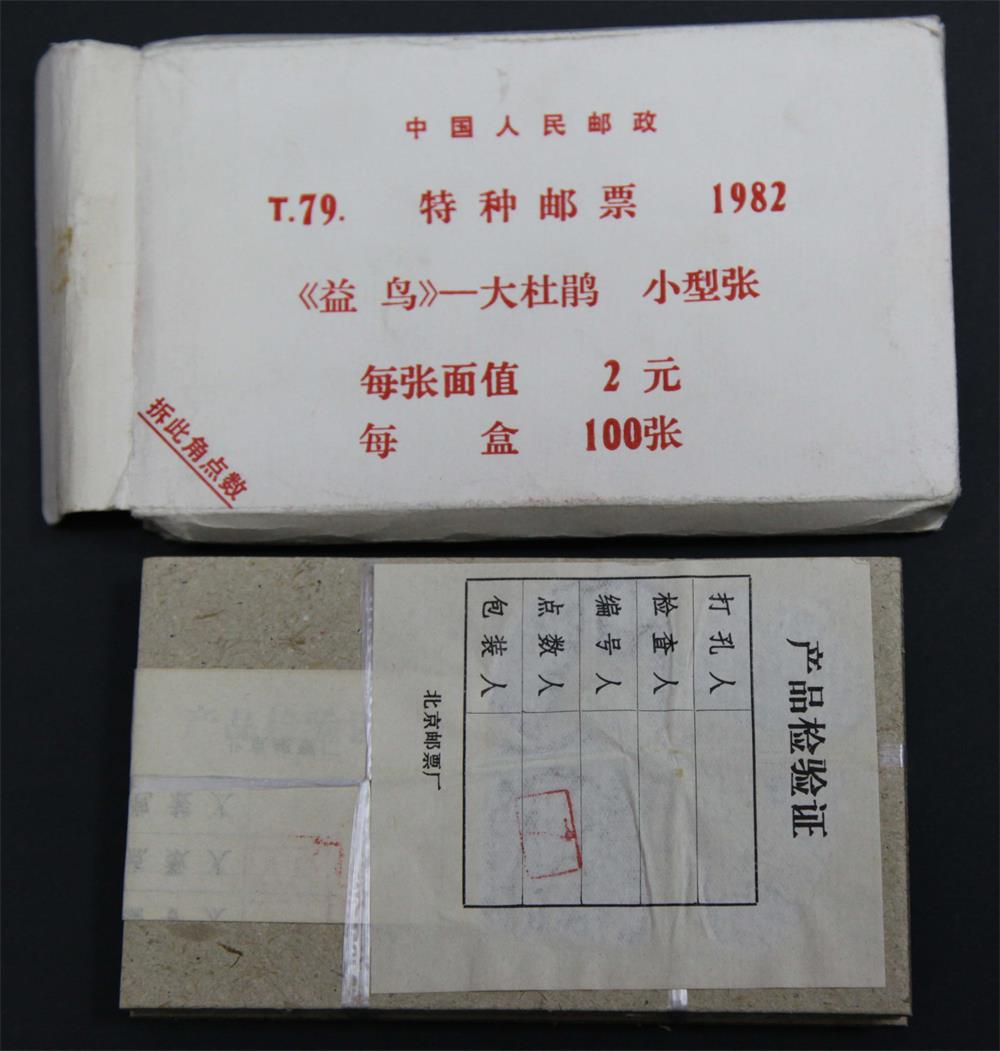 中国人民邮政
T.79. 特种邮票 1982
《益鸟》—大杜鹃 小型张
每张面值 2元
每盒 100张
拆此角点数
产品检验证
打孔人
检查人
编号人
点数人
包装人
北京邮票厂